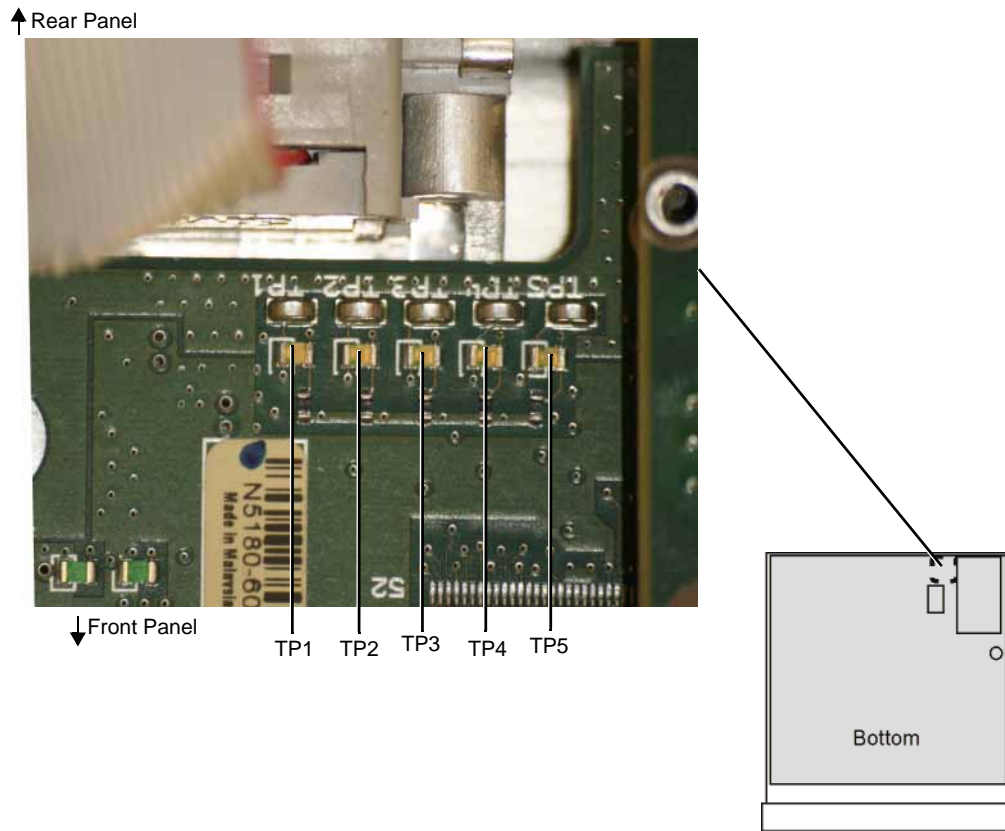 Rear Panel
TP1 TP2 TP3 TP4 TP5
N5180-60
Made in Malaysia
52
Front Panel
TP1 TP2 TP3 TP4 TP5
Bottom